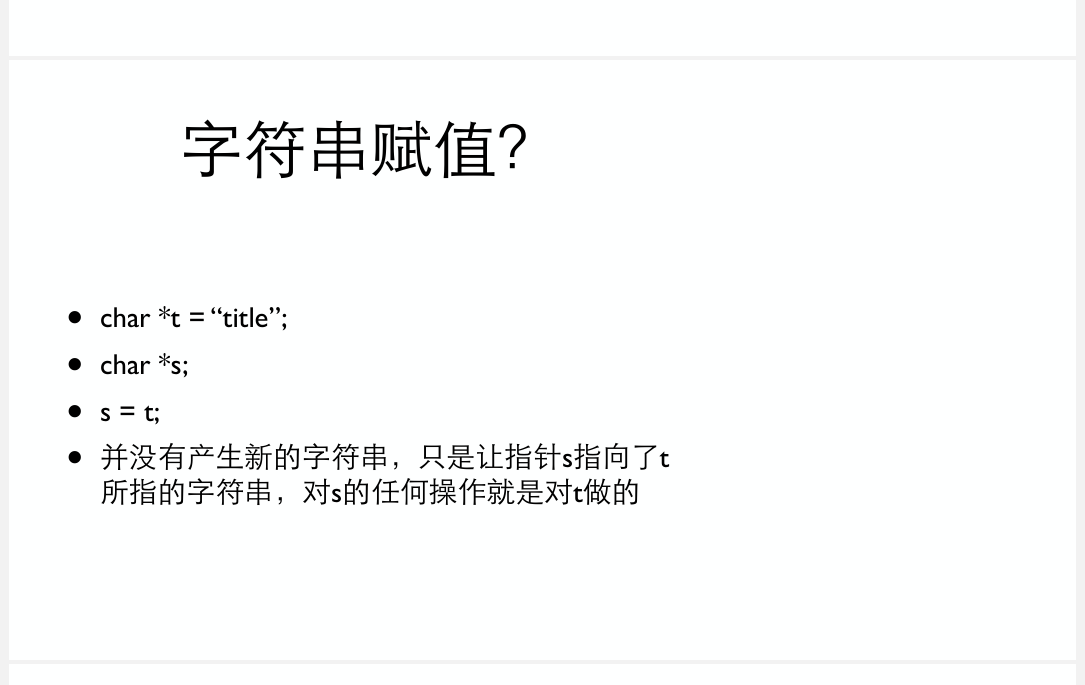 字符串赋值?
• char *t = “title”;
• char *s;
• s = t;
• 并没有产生新的字符串，只是让指针s指向了t
所指的字符串，对s的任何操作就是对t做的